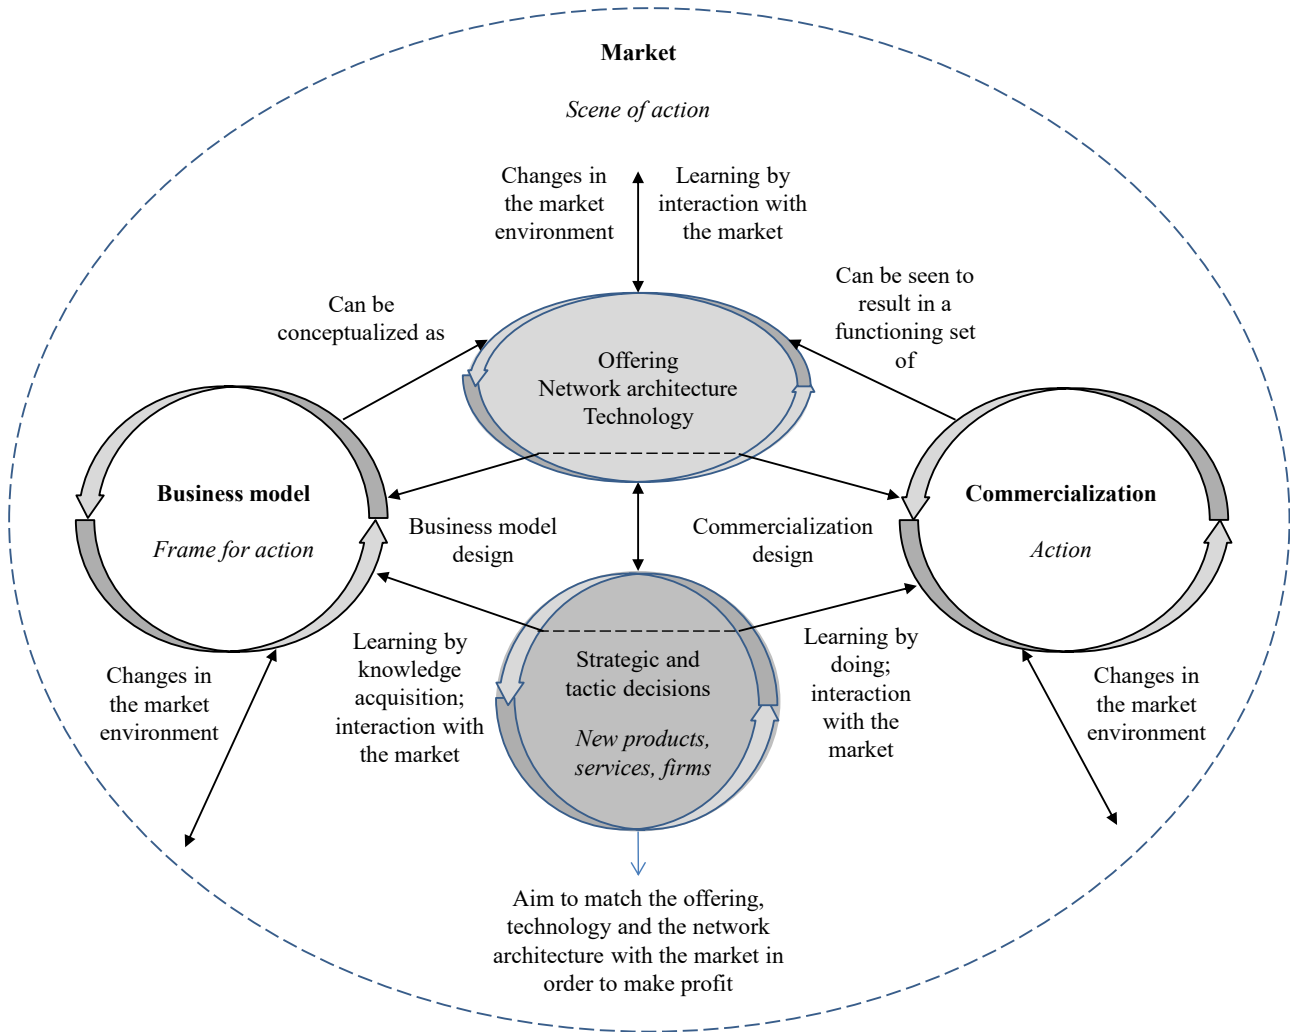 Market
Scene of action
Changes in
the market
environment
Learning by
interaction with
the market
Can be
conceptualized as
Can be seen to
result in a
functioning set
of
Offering
Network architecture
Technology
Business model
Frame for action
Business model
design
Commercialization
design
Commercialization
Action
Changes in
the market
environment
Learning by
knowledge
acquisition;
interaction with
the market
Strategic and
tactic decisions
New products,
services, firms
Learning by
doing;
interaction
with the
market
Changes in
the market
environment
Aim to match the offering,
technology and the network
architecture with the market in
order to make profit